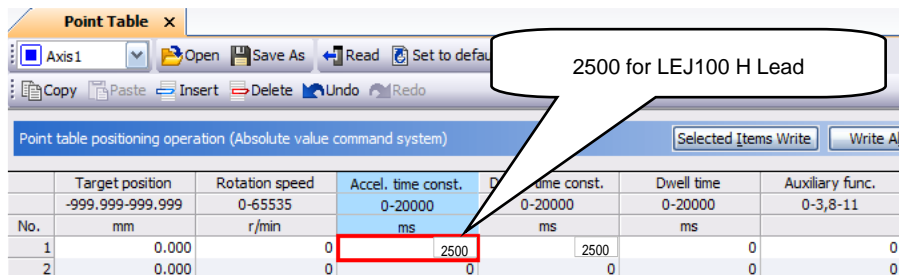 Point Table ×
Axis1 Open Save As Read Set to defau
Copy Paste Insert Delete Undo Redo
2500 for LEJ100 H Lead
Point table positioning operation (Absolute value command system) Selected Items Write Write Al
Target position Rotation speed Accel. time const. D time const. Dwell time Auxiliary func.
-999.999-999.999 0-65535 0-20000 0-20000 0-20000 0-3,8-11
No. mm r/min ms ms ms
1 0.000 0 2500 2500 0 0
2 0.000 0 0 0 0 0